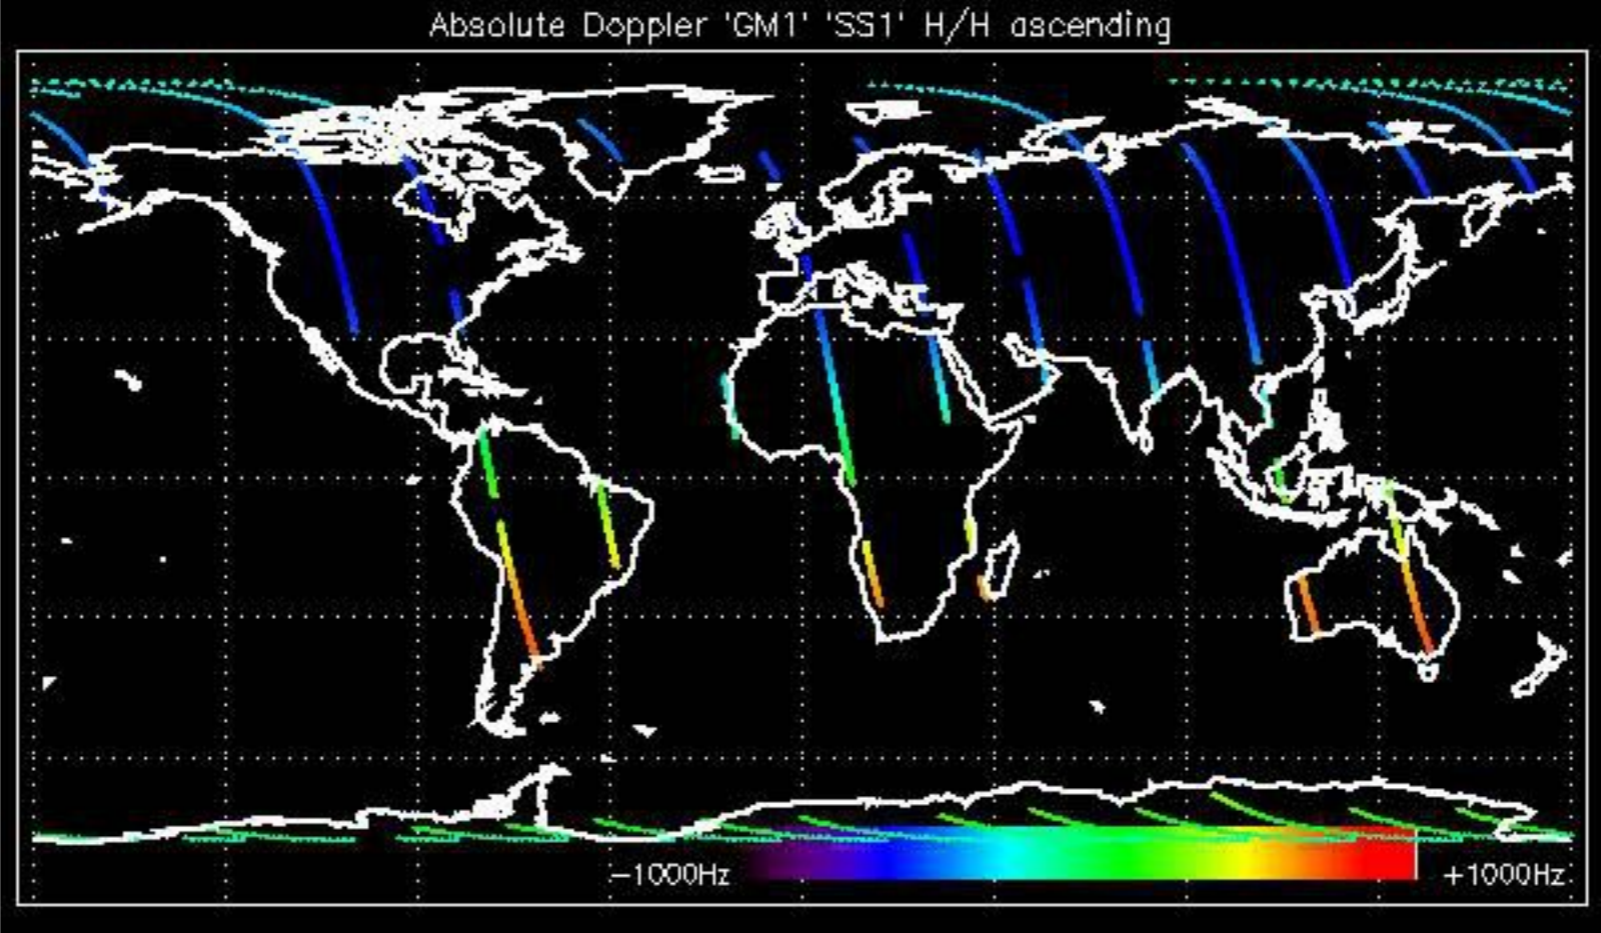 Absolute Doppler 'GM1' 'SS1' H/H ascending
−1000Hz +1000Hz